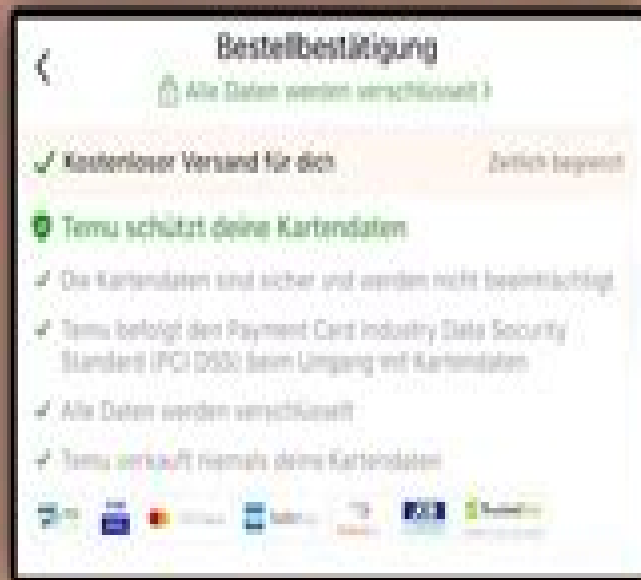 Bestellbestätigung
Alle Daten werden verschlüsselt
Kostenloser Versand für dich
Zeitlich begrenzt
Temu schützt deine Kartendaten
Die Kartendaten sind sicher und werden nicht beeinträchtigt
Temu befolgt den Payment Card Industry Data Security
Standard (PCI DSS) beim Umgang mit Kartendaten
Alle Daten werden verschlüsselt
Temu verkauft niemals deine Kartendaten